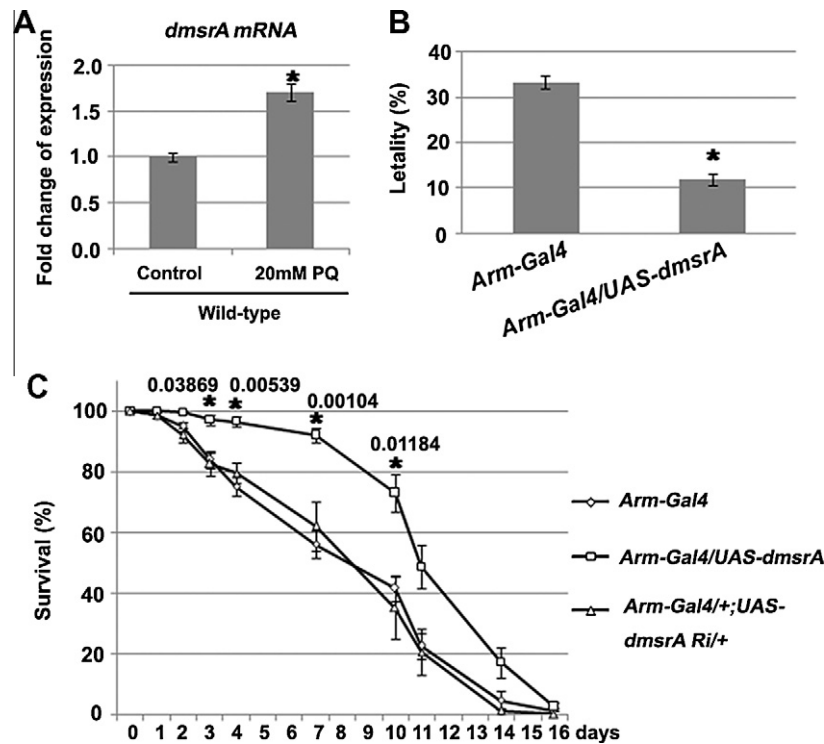 A
dmsrA mRNA
Fold change of expression
2.0
1.5
1.0
0.5
0.0
*
Control 20mM PQ
Wild-type
B
Letality (%)
40
30
20
10
0
*
Arm-Gal4
Arm-Gal4/UAS-dmsrA
C
0.03869 0.00539
* *
0.00104
*
0.01184
*
Survival (%)
100
80
60
40
20
0
0 1 2 3 4 5 6 7 8 9 10 11 12 13 14 15 16 days
Arm-Gal4
Arm-Gal4/UAS-dmsrA
Arm-Gal4/+;UAS-
dmsrA Ri/+